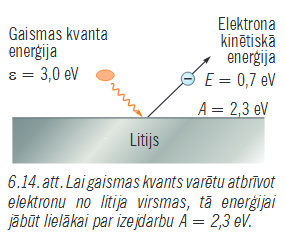 Gaismas kvanta
enerģija
ε = 3,0 eV
Elektrona
kinētiskā
enerģija
E = 0,7 eV
A = 2,3 eV
Litijs
6.14. att. Lai gaismas kvants varētu atbrīvot
elektronu no litija virsmas, tā enerģijai
jābūt lielākai par izejdarbu A = 2,3 eV.